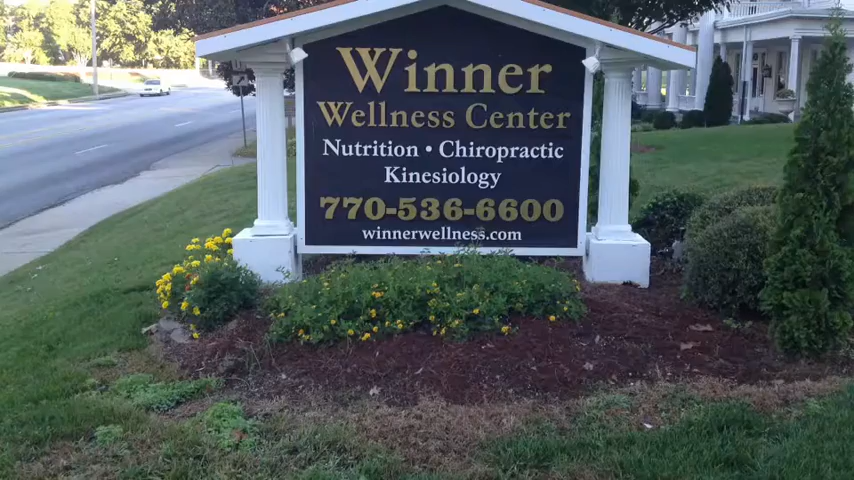 Winner
Wellness Center
Nutrition • Chiropractic
Kinesiology
770-536-6600
winnerwellness.com